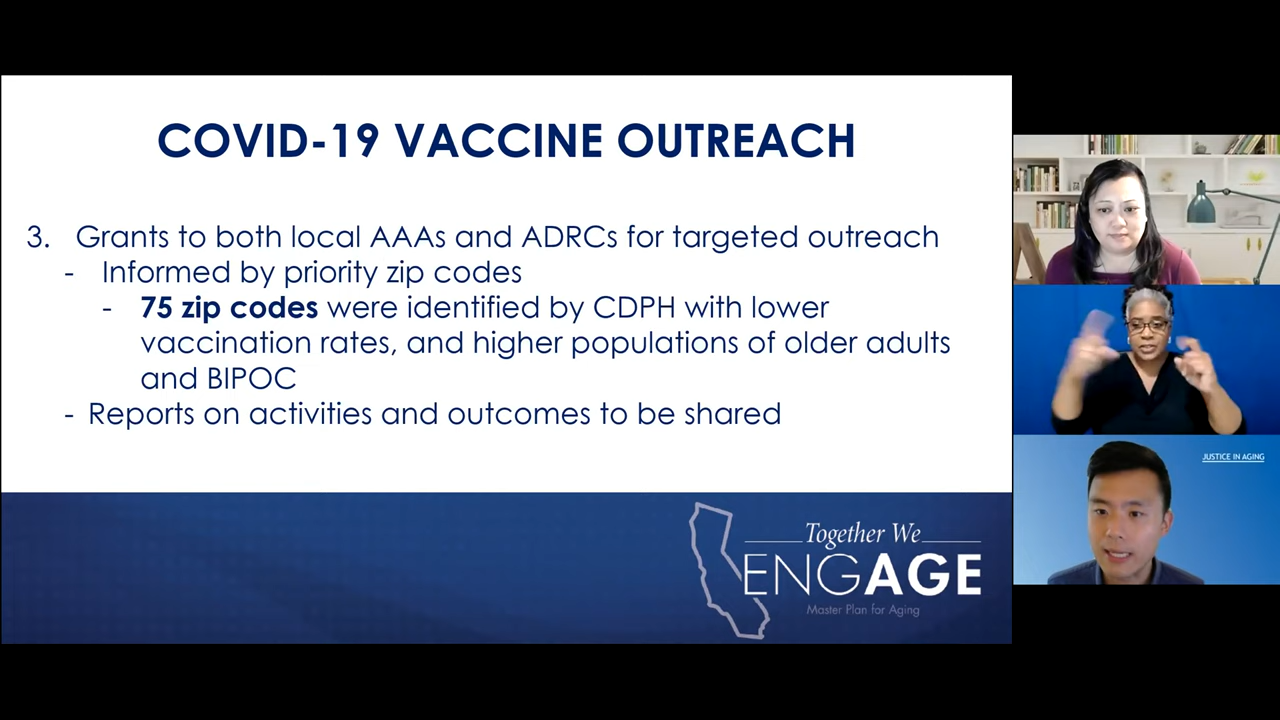 COVID-19 VACCINE OUTREACH
3. Grants to both local AAAs and ADRCs for targeted outreach
- Informed by priority zip codes
- 75 zip codes were identified by CDPH with lower
vaccination rates, and higher populations of older adults
and BIPOC
- Reports on activities and outcomes to be shared
Together We
ENGAGE
Master Plan for Aging
JUSTICE IN AGING